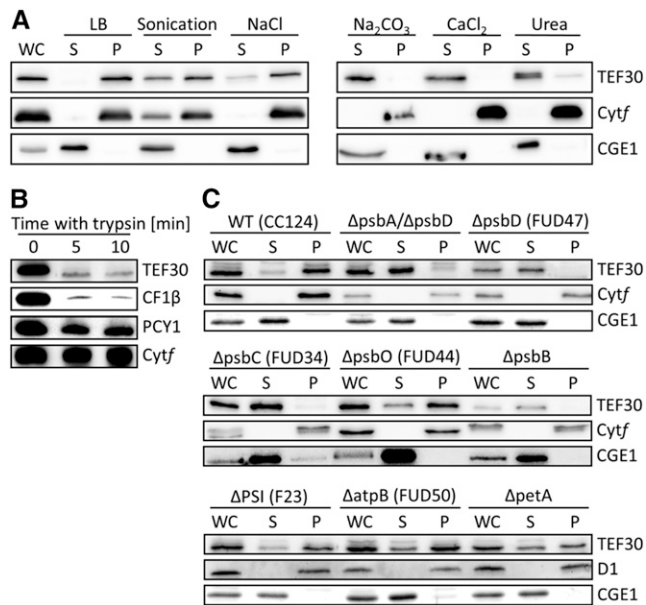 A
LB Sonication NaCl
WC S P S P S P
Na₂CO₃ CaCl₂ Urea
S P S P S P
TEF30
Cytf
CGE1
B
Time with trypsin [min]
0 5 10
TEF30
CF1β
PCY1
Cytf
C
WT (CC124) ΔpsbA/ΔpsbD ΔpsbD (FUD47)
WC S P WC S P WC S P
TEF30
Cytf
CGE1
ΔpsbC (FUD34) ΔpsbO (FUD44) ΔpsbB
WC S P WC S P WC S P
TEF30
Cytf
CGE1
ΔPSI (F23) ΔatpB (FUD50) ΔpetA
WC S P WC S P WC S P
TEF30
D1
CGE1